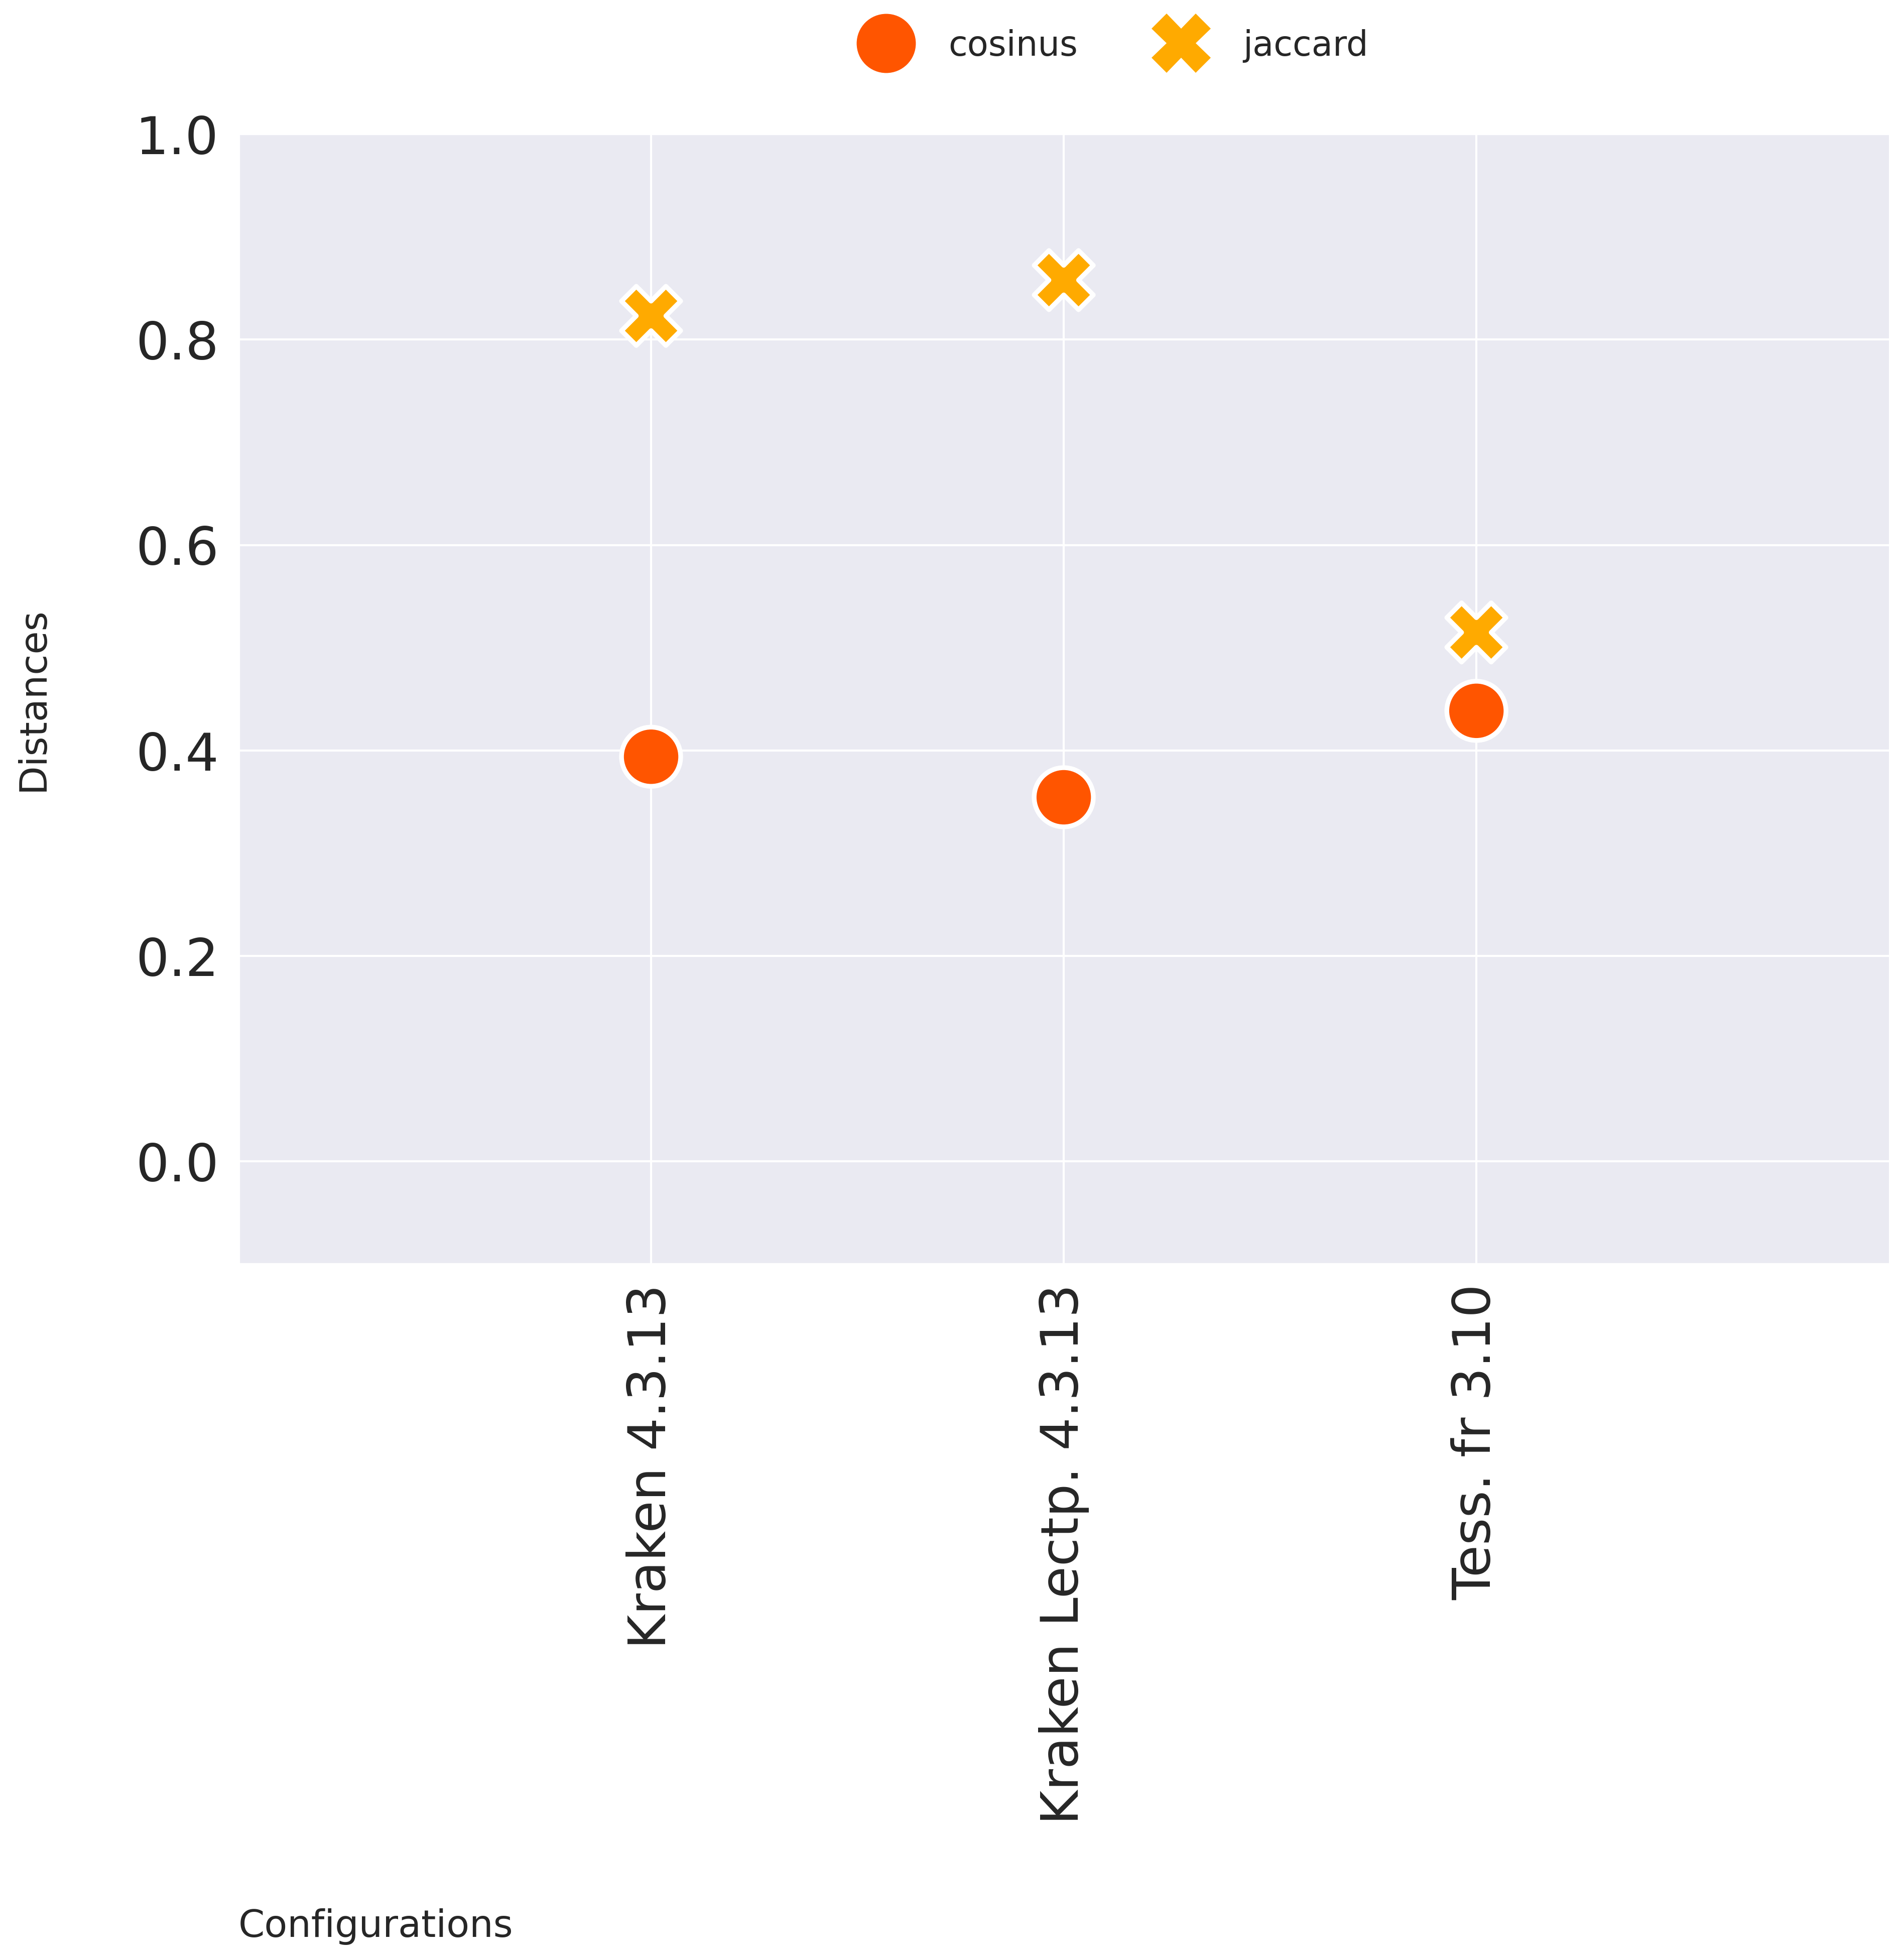 cosinus jaccard
1.0
0.8
0.6
0.4
0.2
0.0
Distances
Kraken 4.3.13
Kraken Lectp. 4.3.13
Tess. fr 3.10
Configurations